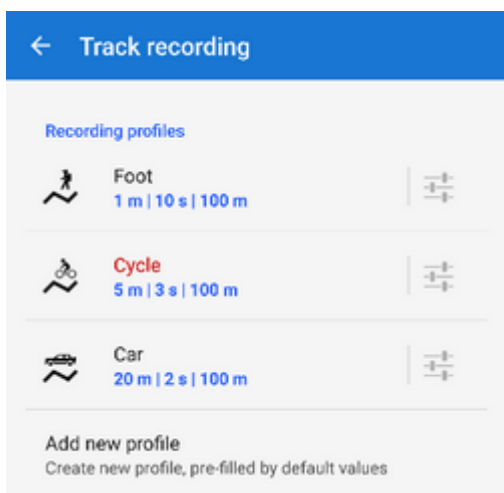 Track recording
Recording profiles
Foot
1 m | 10 s | 100 m
Cycle
5 m | 3 s | 100 m
Car
20 m | 2 s | 100 m
Add new profile
Create new profile, pre-filled by default values